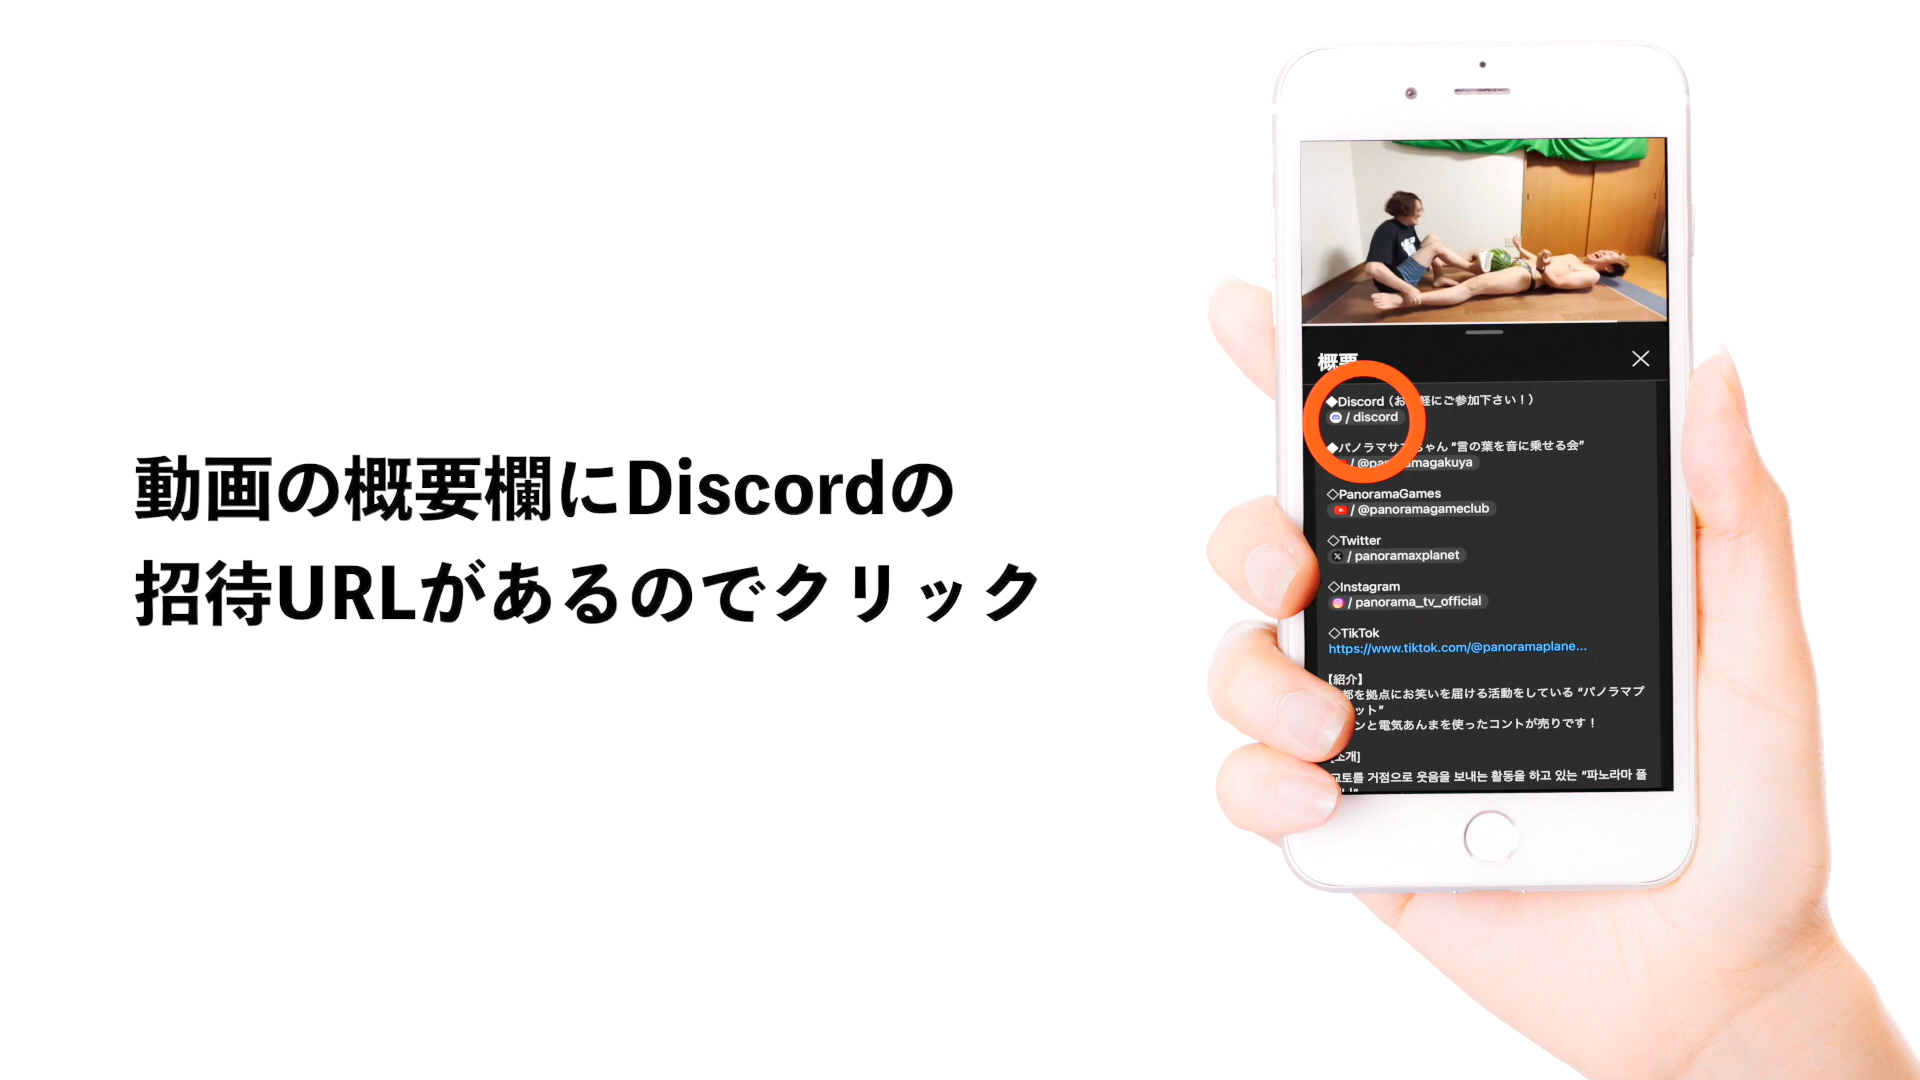 動画の概要欄にDiscordの
招待URLがあるのでクリック
概要
◆Discord（お軽にご参加下さい！）
/ discord
◆パノラマサ ちゃん “言の葉を音に乗せる会”
/ @pa ramagakuya
◇PanoramaGames
/ @panoramagameclub
◇Twitter
/ panoramaxplanet
◇Instagram
/ panorama_tv_official
◇TikTok
https://www.tiktok.com/@panoramaplane...
【紹介】
都を拠点にお笑いを届ける活動をしている “パノラマプ
ット”
ンと電気あんまを使ったコントが売りです！
[소개]
교토를 거점으로 웃음을 보내는 활동을 하고 있는 “파노라마 플